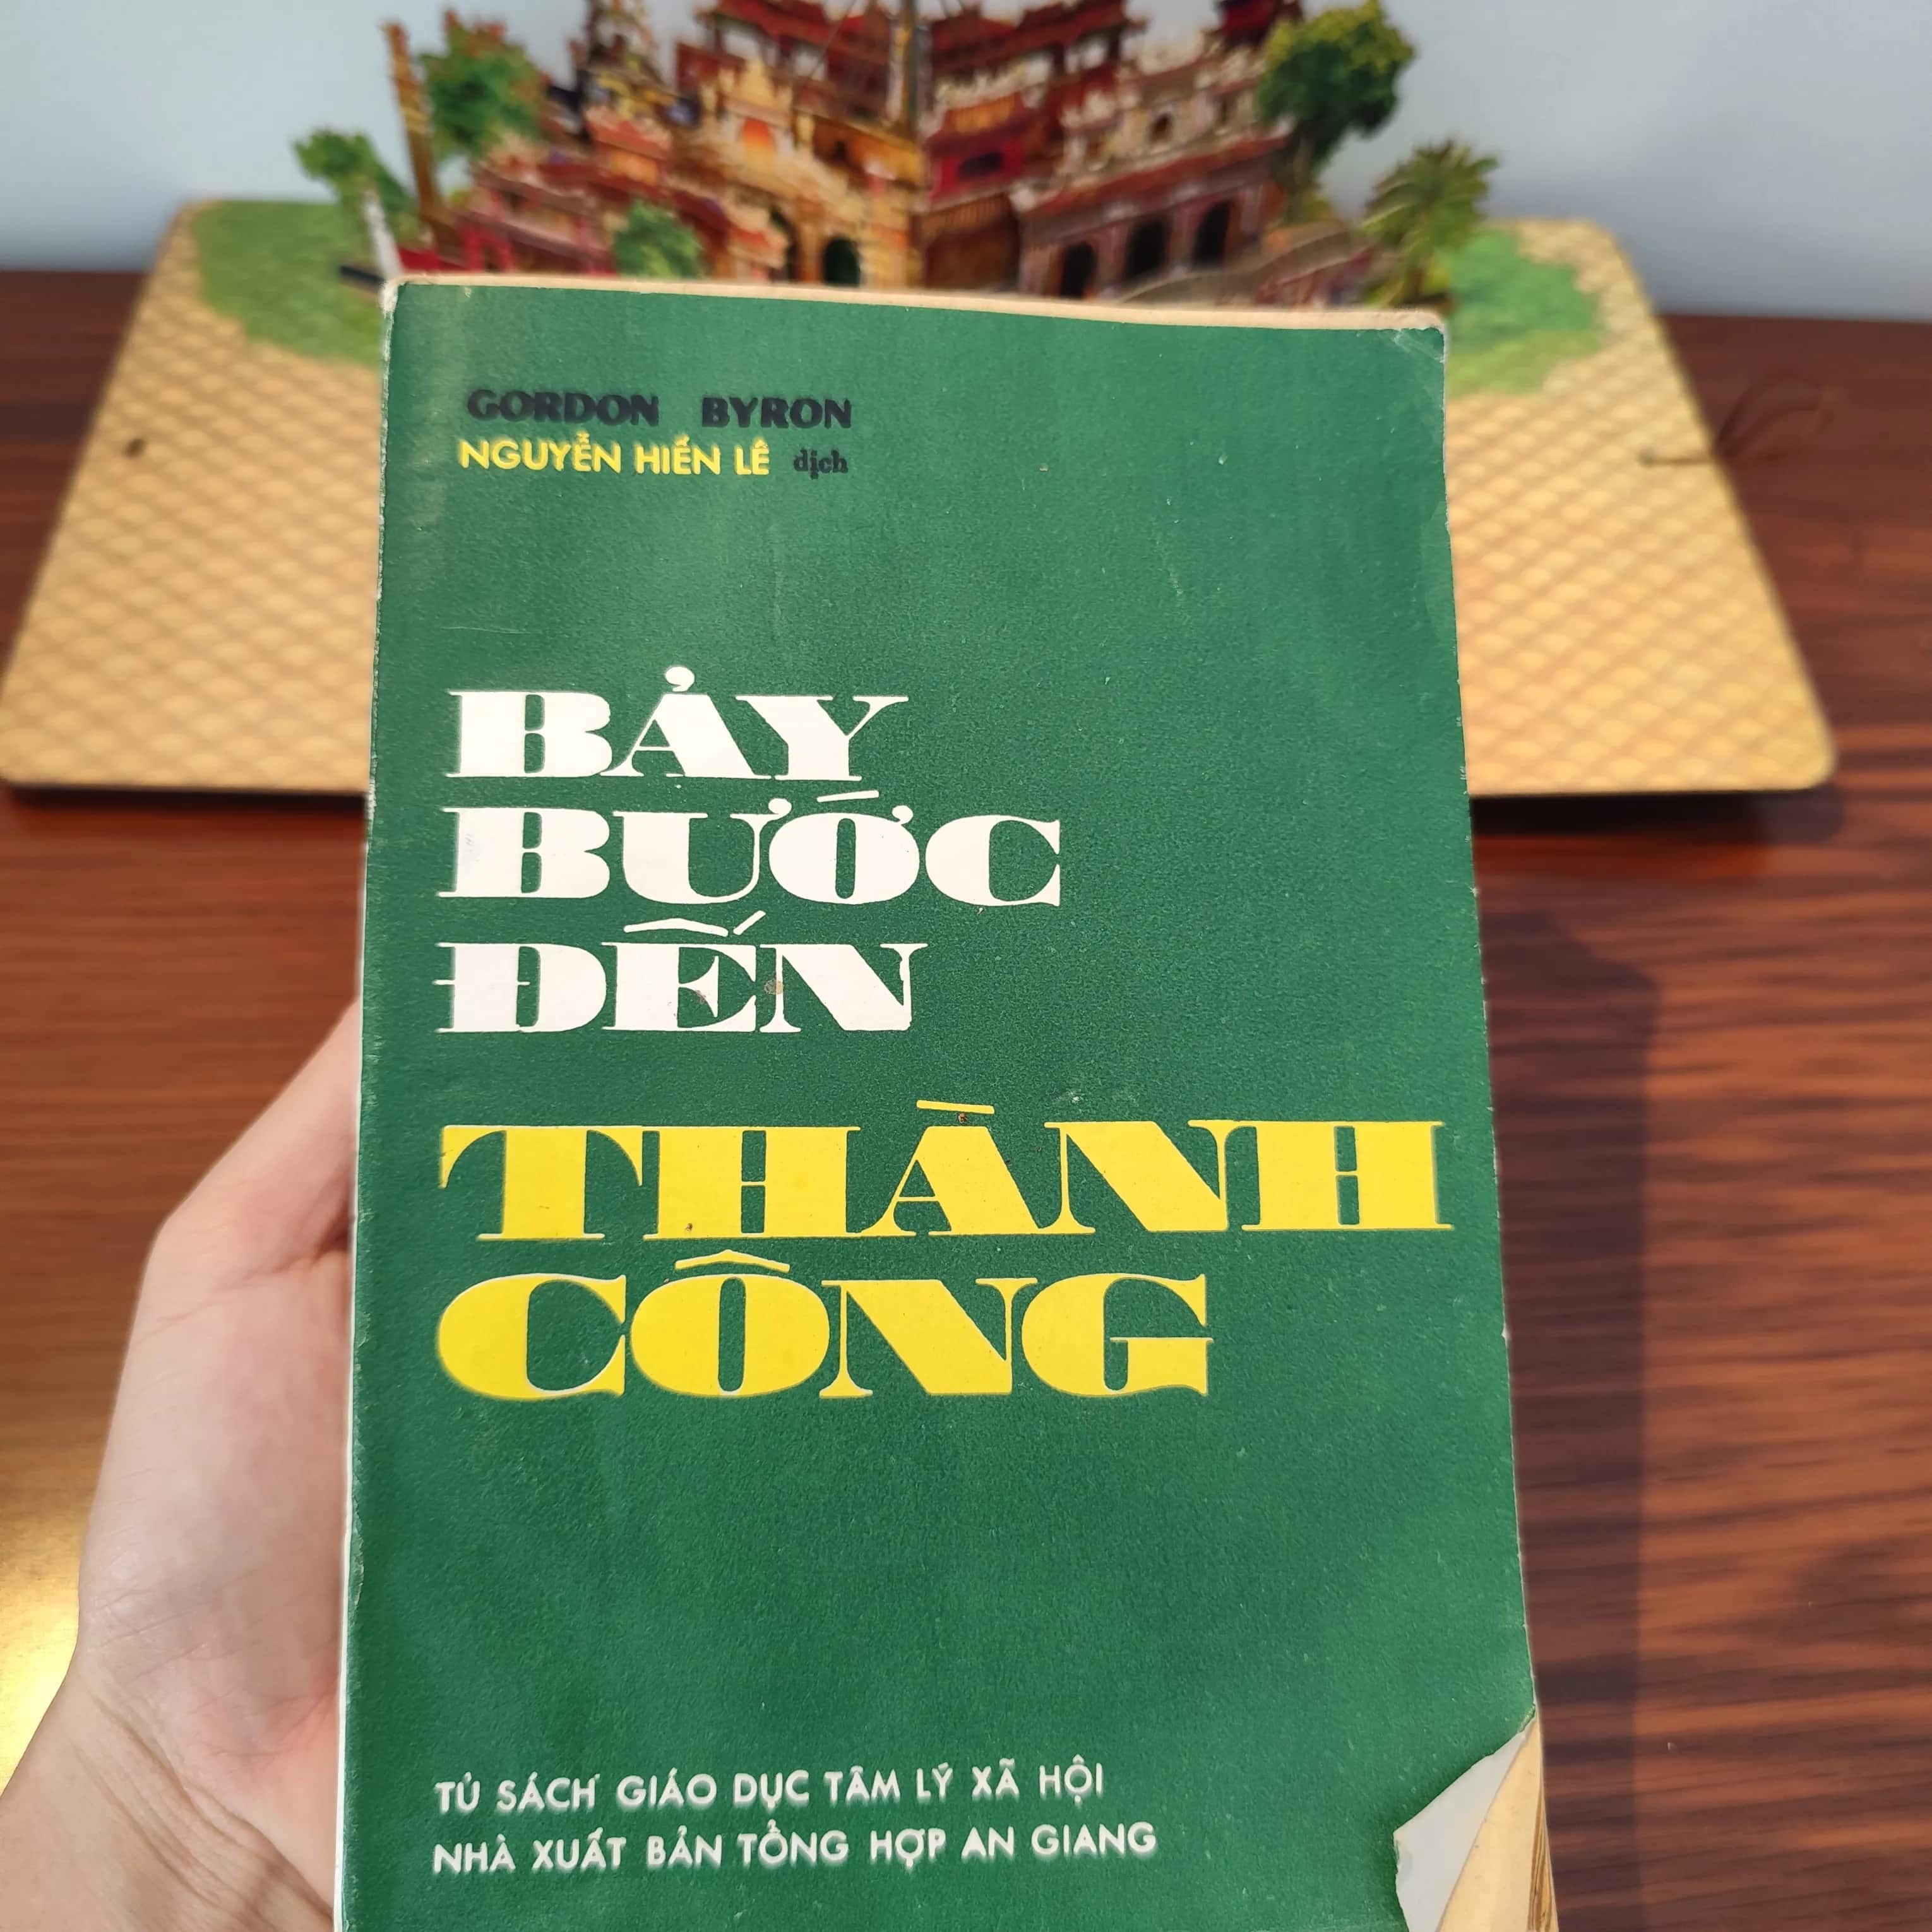 GORDON BYRON
NGUYỄN HIẾN LÊ dịch
BẢY
BƯỚC
ĐẾN
THÀNH
CÔNG
TỦ SÁCH GIÁO DỤC TÂM LÝ XÃ HỘI
NHÀ XUẤT BẢN TỔNG HỢP AN GIANG